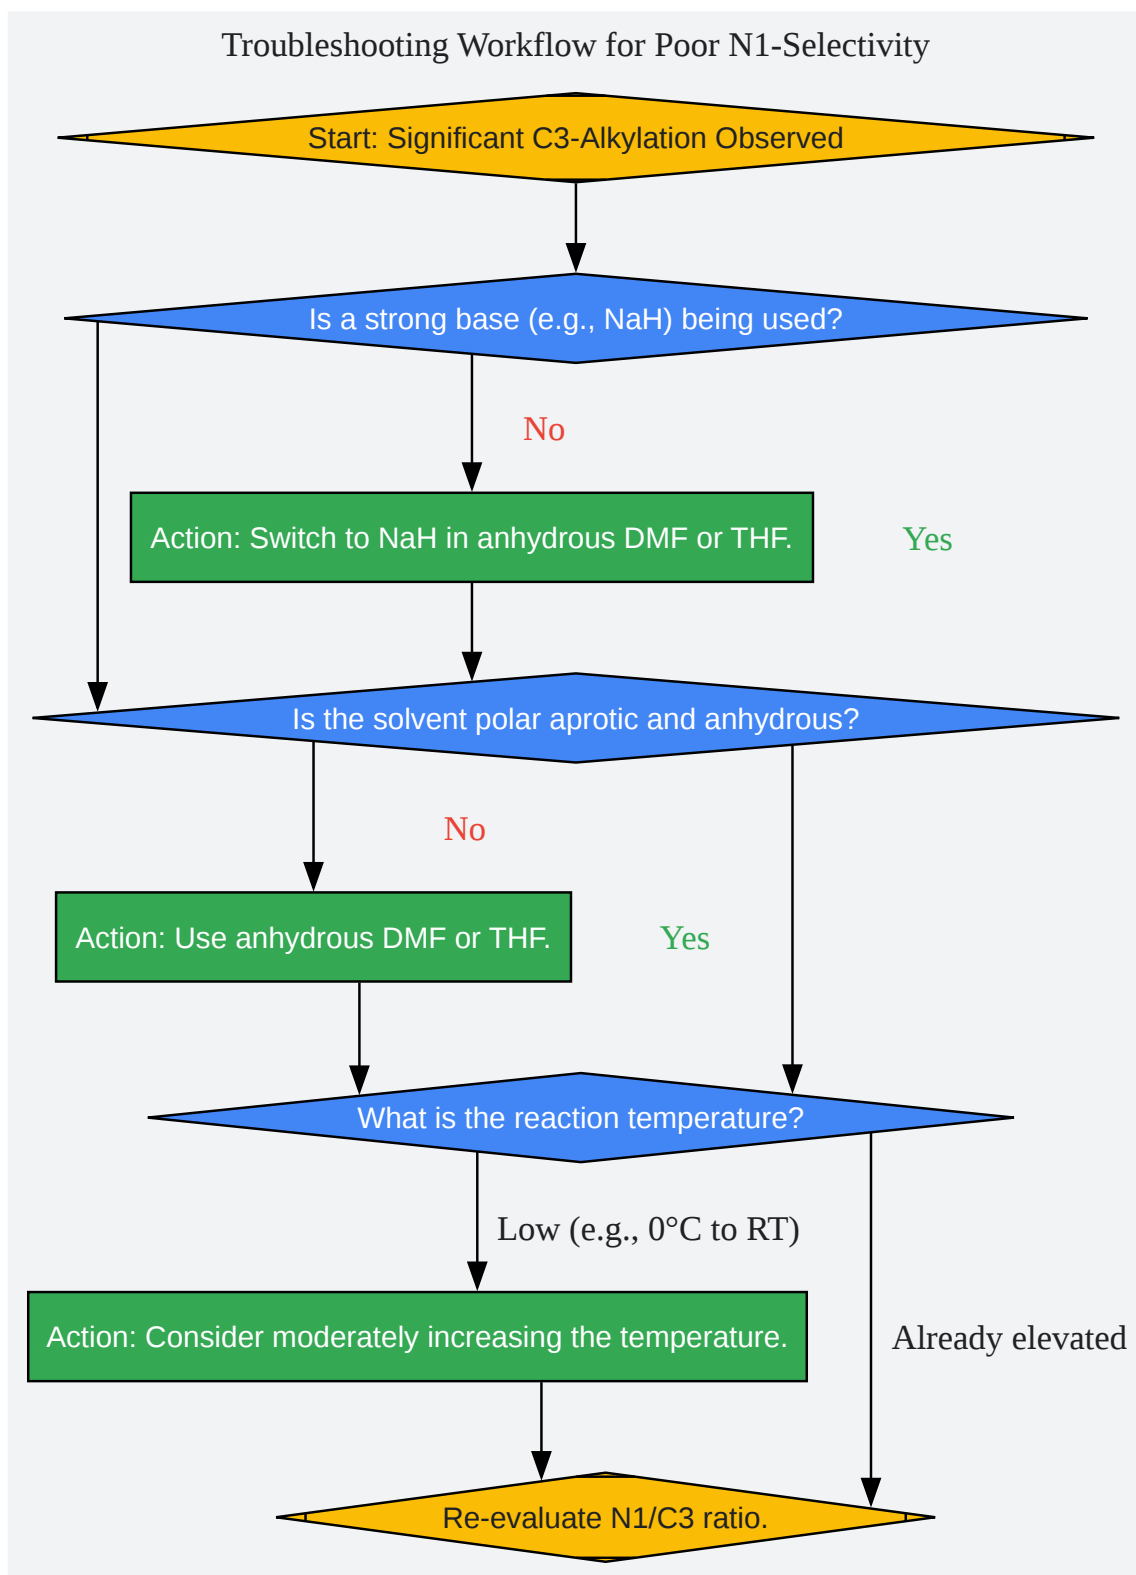 Troubleshooting Workflow for Poor N1-Selectivity
Start: Significant C3-Alkylation Observed
Is a strong base (e.g., NaH) being used?
No
Action: Switch to NaH in anhydrous DMF or THF.
Yes
Is the solvent polar aprotic and anhydrous?
No
Action: Use anhydrous DMF or THF.
Yes
What is the reaction temperature?
Low (e.g., 0°C to RT)
Action: Consider moderately increasing the temperature.
Already elevated
Re-evaluate N1/C3 ratio.